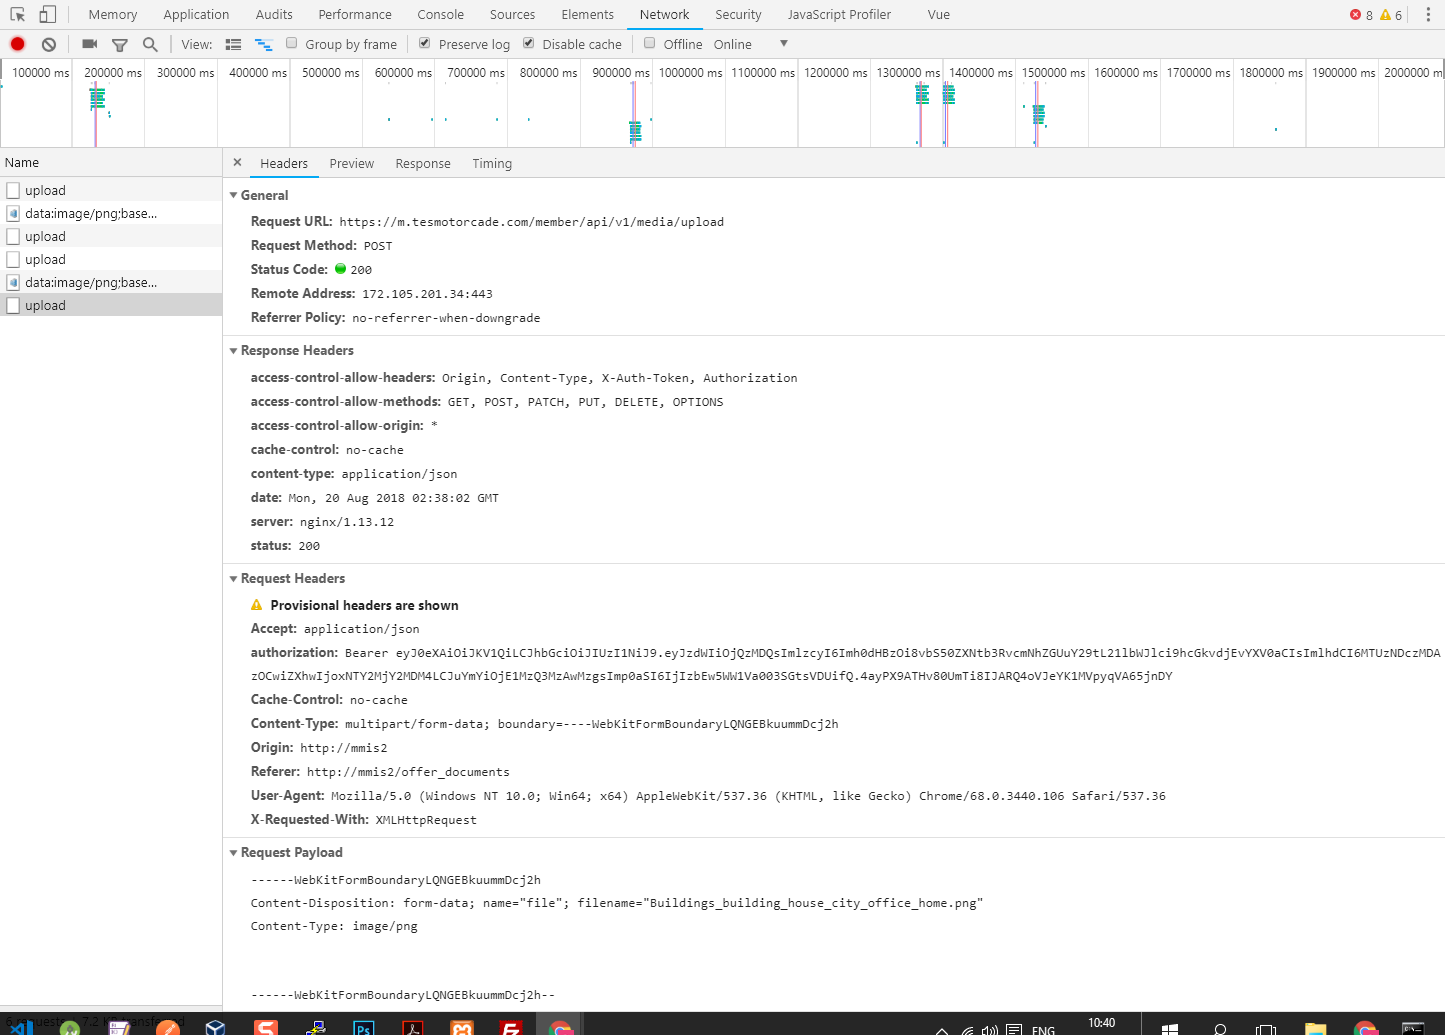 Memory Application Audits Performance Console Sources Elements Network Security JavaScript Profiler Vue 8 6
View: Group by frame Preserve log Disable cache Offline Online
100000 ms 200000 ms 300000 ms 400000 ms 500000 ms 600000 ms 700000 ms 800000 ms 900000 ms 1000000 ms 1100000 ms 1200000 ms 1300000 ms 1400000 ms 1500000 ms 1600000 ms 1700000 ms 1800000 ms 1900000 ms 2000000 m
Name
upload
data:image/png;base...
upload
upload
data:image/png;base...
upload
× Headers Preview Response Timing
General
Request URL: https://m.tesmotorcade.com/member/api/v1/media/upload
Request Method: POST
Status Code: 200
Remote Address: 172.105.201.34:443
Referrer Policy: no-referrer-when-downgrade
Response Headers
access-control-allow-headers: Origin, Content-Type, X-Auth-Token, Authorization
access-control-allow-methods: GET, POST, PATCH, PUT, DELETE, OPTIONS
access-control-allow-origin: *
cache-control: no-cache
content-type: application/json
date: Mon, 20 Aug 2018 02:38:02 GMT
server: nginx/1.13.12
status: 200
Request Headers
Provisional headers are shown
Accept: application/json
authorization: Bearer eyJ0eXAiOiJKV1QiLCJhbGciOiJIUzI1NiJ9.eyJzdWIiOjQzMDQsImlzcyI6Imh0dHBzOi8vbS50ZXNtb3RvcmNhZGUuY29tL21lbWJlci9hcGkvdjEvYXV0aCIsImlhdCI6MTUzNDczMDA
zOCwiZXhwIjoxNTY2MjY2MDM4LCJuYmYiOjE1MzQ3MzAwMzgsImp0aSI6IjIzbEw5WW1Va003SGtsVDUifQ.4ayPX9ATHv80UmTi8IJARQ4oVJeYK1MVpyqVA65jnDY
Cache-Control: no-cache
Content-Type: multipart/form-data; boundary=----WebKitFormBoundaryLQNGEBkuummDcj2h
Origin: http://mmis2
Referer: http://mmis2/offer_documents
User-Agent: Mozilla/5.0 (Windows NT 10.0; Win64; x64) AppleWebKit/537.36 (KHTML, like Gecko) Chrome/68.0.3440.106 Safari/537.36
X-Requested-With: XMLHttpRequest
Request Payload
------WebKitFormBoundaryLQNGEBkuummDcj2h
Content-Disposition: form-data; name="file"; filename="Buildings_building_house_city_office_home.png"
Content-Type: image/png
------WebKitFormBoundaryLQNGEBkuummDcj2h--
6 requests 7.2 KB transferred
Ps Fz ENG 10:40